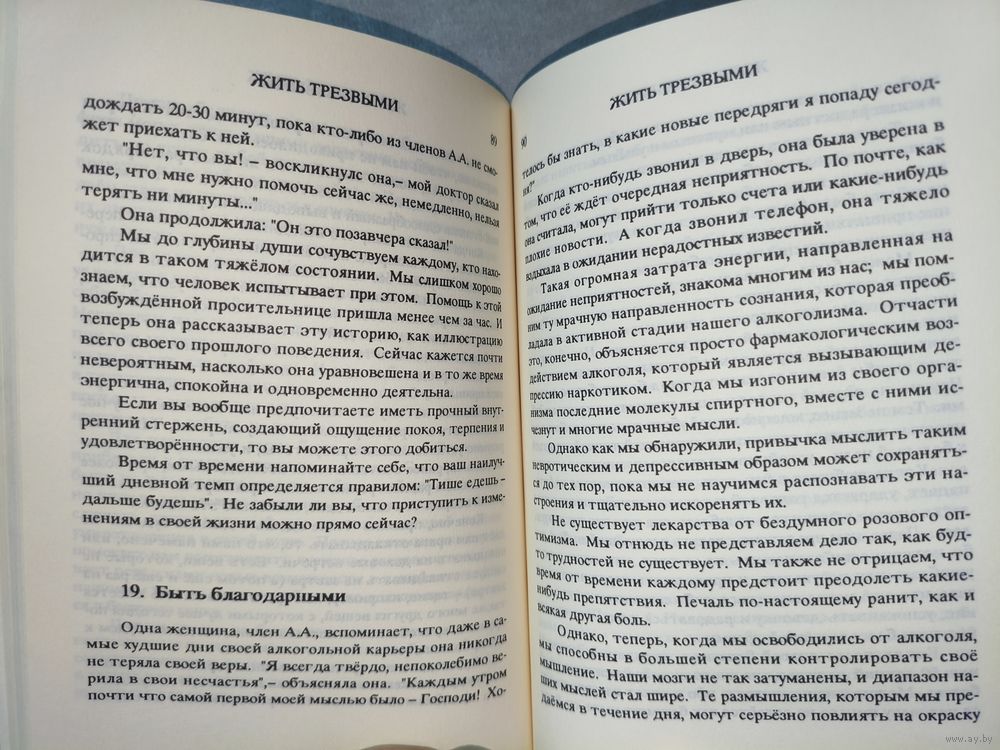 ЖИТЬ ТРЕЗВЫМИ
89
дождать 20-30 минут, пока кто-либо из членов А.А. не смо-
жет приехать к ней.
"Нет, что вы! – воскликнулс она,– мой доктор сказал
мне, что мне нужно помочь сейчас же, немедленно, нельзя
терять ни минуты..."
Она продолжила: "Он это позавчера сказал!"
Мы до глубины души сочувствуем каждому, кто нахо-
дится в таком тяжёлом состоянии. Мы слишком хорошо
знаем, что человек испытывает при этом. Помощь к этой
возбуждённой просительнице пришла менее чем за час. И
теперь она рассказывает эту историю, как иллюстрацию
всего своего прошлого поведения. Сейчас кажется почти
невероятным, насколько она уравновешена и в то же время
энергична, спокойна и одновременно деятельна.
Если вы вообще предпочитаете иметь прочный внут-
ренний стержень, создающий ощущение покоя, терпения и
удовлетворённости, то вы можете этого добиться.
Время от времени напоминайте себе, что ваш наилуч-
ший дневной темп определяется правилом: "Тише едешь –
дальше будешь". Не забыли ли вы, что приступить к изме-
нениям в своей жизни можно прямо сейчас?
19. Быть благодарными
Одна женщина, член А.А., вспоминает, что даже в са-
мые худшие дни своей алкогольной карьеры она никогда
не теряла своей веры. "Я всегда твёрдо, непоколебимо ве-
рила в свои несчастья",– объясняла она. "Каждым утром
почти что самой первой моей мыслью было – Господи! Хо-
ЖИТЬ ТРЕЗВЫМИ
90
телось бы знать, в какие новые передряги я попаду сегод-
ня?"
Когда кто-нибудь звонил в дверь, она была уверена в
том, что её ждёт очередная неприятность. По почте, как
она считала, могут прийти только счета или какие-нибудь
плохие новости. А когда звонил телефон, она тяжело
вздыхала в ожидании нерадостных известий.
Такая огромная затрата энергии, направленная на
ожидание неприятностей, знакома многим из нас; мы пом-
ним ту мрачную направленность сознания, которая преоб-
ладала в активной стадии нашего алкоголизма. Отчасти
это, конечно, объясняется просто фармакологическим воз-
действием алкоголя, который является вызывающим де-
прессию наркотиком. Когда мы изгоним из своего орга-
низма последние молекулы спиртного, вместе с ними ис-
чезнут и многие мрачные мысли.
Однако как мы обнаружили, привычка мыслить таким
невротическим и депрессивным образом может сохранять-
ся до тех пор, пока мы не научимся распознавать эти на-
строения и тщательно искоренять их.
Не существует лекарства от бездумного розового оп-
тимизма. Мы отнюдь не представляем дело так, как буд-
то трудностей не существует. Мы также не отрицаем, что
время от времени каждому предстоит преодолеть какие-
нибудь препятствия. Печаль по-настоящему ранит, как и
всякая другая боль.
Однако, теперь, когда мы освободились от алкоголя,
мы способны в большей степени контролировать своё
мышление. Наши мозги не так затуманены, и диапазон на-
ших мыслей стал шире. Те размышления, которым мы пре-
даёмся в течение дня, могут серьёзно повлиять на окраску
www.ay.by